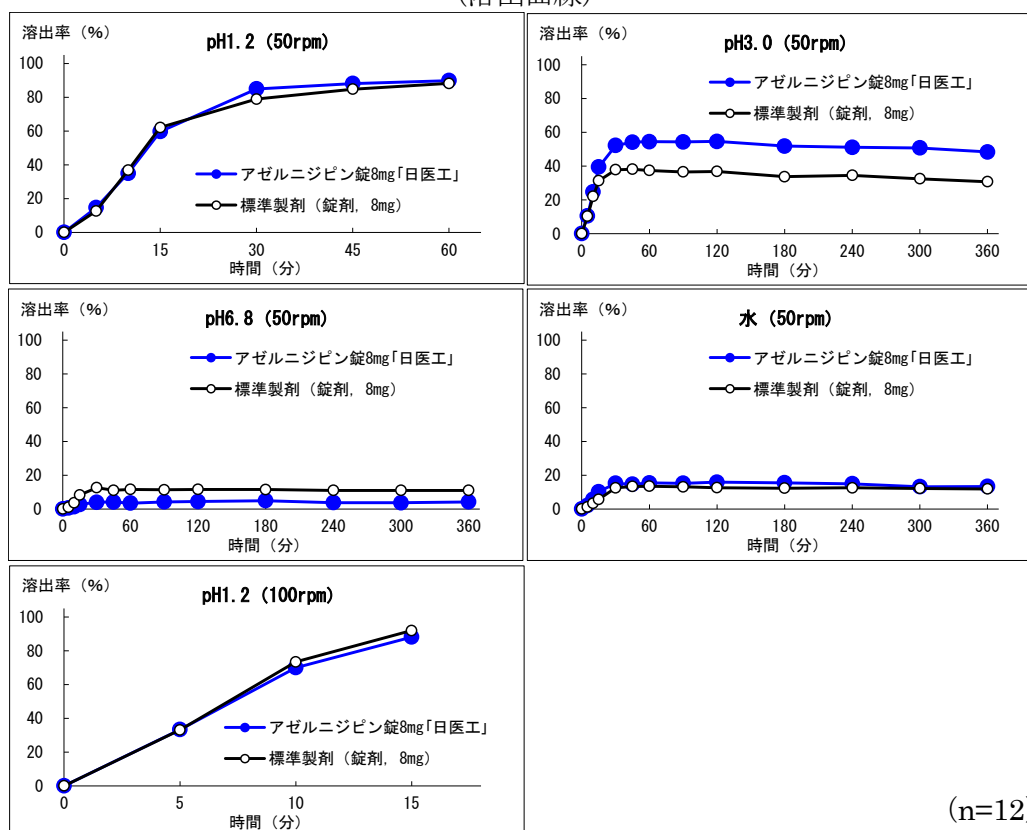 (溶出曲線)
溶出率（%）
pH1.2 (50rpm)
100
80
60
40
20
0
アゼルニジピン錠8mg「日医工」
標準製剤（錠剤, 8mg）
0 15 30 45 60
時間（分）
溶出率（%）
pH3.0 (50rpm)
100
80
60
40
20
0
アゼルニジピン錠8mg「日医工」
標準製剤（錠剤, 8mg）
0 60 120 180 240 300 360
時間（分）
溶出率（%）
pH6.8 (50rpm)
100
80
60
40
20
0
アゼルニジピン錠8mg「日医工」
標準製剤（錠剤, 8mg）
0 60 120 180 240 300 360
時間（分）
溶出率（%）
水 (50rpm)
100
80
60
40
20
0
アゼルニジピン錠8mg「日医工」
標準製剤（錠剤, 8mg）
0 60 120 180 240 300 360
時間（分）
溶出率（%）
pH1.2 (100rpm)
100
80
60
40
20
0
アゼルニジピン錠8mg「日医工」
標準製剤（錠剤, 8mg）
0 5 10 15
時間（分）
(n=12)